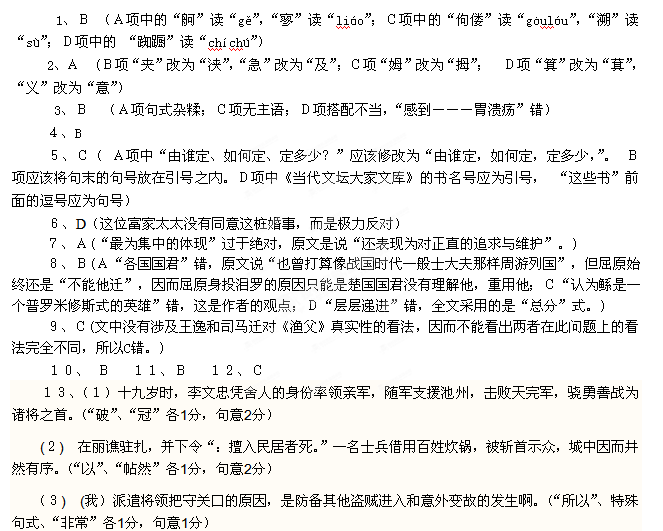 1、B （A项中的“舸”读“gě”，“寥”读“liáo”；C项中的“佝偻”读“gōulóu”，“溯”读
“sù”；D项中的 “踟蹰”读“chí chú”）
2、A （B项“夹”改为“浃”，“急”改为“及”；C项“姆”改为“拇”； D项“箕”改为“萁”，
“义”改为“意”）
3、B （A项句式杂糅；C项无主语；D项搭配不当，“感到———胃溃疡”错）
4、B
5、C（ A项中“由谁定、如何定、定多少？”应该修改为“由谁定，如何定，定多少，”。 B
项应该将句末的句号放在引号之内。D项中《当代文坛大家文库》的书名号应为引号， “这些书”前
面的逗号应为句号）
6、D（这位富家太太没有同意这桩婚事，而是极力反对）
7、A（“最为集中的体现”过于绝对，原文是说“还表现为对正直的追求与维护”。）
8、B（A“各国国君”错，原文说“也曾打算像战国时代一般士大夫那样周游列国”，但屈原始
终还是“不能他迁”，因而屈原身投汨罗的原因只能是楚国国君没有理解他，重用他；C“认为鲧是一
个普罗米修斯式的英雄”错，这是作者的观点；D“层层递进”错，全文采用的是“总分”式。）
9、C（文中没有涉及王逸和司马迁对《渔父》真实性的看法，因而不能看出两者在此问题上的看
法完全不同，所以C错。）
10、B 11、B 12、C
13、（1）十九岁时，李文忠凭舍人的身份率领亲军，随军支援池州，击败天完军，骁勇善战为
诸将之首。（“破”、“冠”各1分，句意2分）
（2） 在丽谯驻扎，并下令“：擅入民居者死。”一名士兵借用百姓炊锅，被斩首示众，城中因而井
然有序。（“以”、“帖然”各1分，句意2分）
（3）（我）派遣将领把守关口的原因，是防备其他盗贼进入和意外变故的发生啊。（“所以”、特殊
句式、“非常”各1分，句意1分）